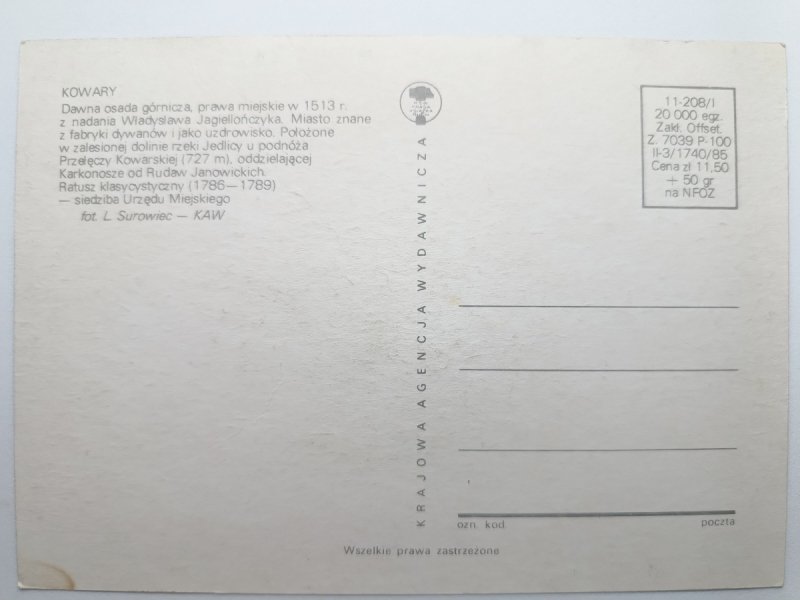 KOWARY
Dawna osada górnicza, prawa miejskie w 1513 r.
z nadania Władysława Jagiellończyka. Miasto znane
z fabryki dywanów i jako uzdrowisko. Położone
w zalesionej dolinie rzeki Jedlicy u podnóża
Przełęczy Kowarskiej (727 m), oddzielającej
Karkonosze od Rudaw Janowickich.
Ratusz klasycystyczny (1786—1789)
— siedziba Urzędu Miejskiego
fot. L. Surowiec — KAW
KRAJOWA AGENCJA WYDAWNICZA
11-208/I
20 000 egz.
Zakł. Offset.
Z. 7039 P-100
II-3/1740/85
Cena zł 11,50
+ 50 gr
na NFOZ
ozn. kod.
poczta
Wszelkie prawa zastrzeżone